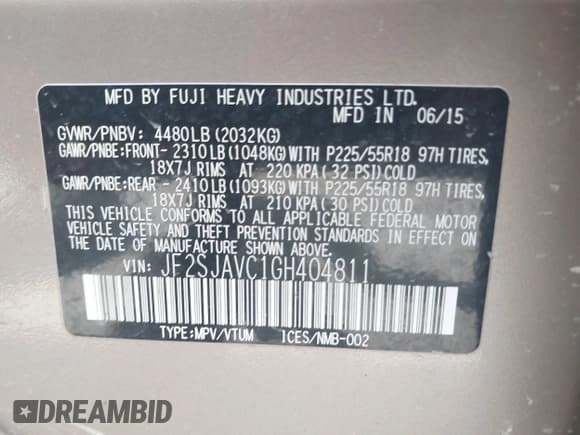 MFD BY FUJI HEAVY INDUSTRIES LTD.
MFD IN 06/15
GVWR/PNBV: 4480LB (2032KG)
GAWR/PNBE:FRONT- 2310LB (1048KG) WITH P225/55R18 97H TIRES,
18X7J RIMS AT 220 KPA (32 PSI) COLD
GAWR/PNBE:REAR - 2410LB (1093KG) WITH P225/55R18 97H TIRES,
18X7J RIMS AT 210 KPA (30 PSI) COLD
THIS VEHICLE CONFORMS TO ALL APPLICABLE FEDERAL MOTOR
VEHICLE SAFETY AND THEFT PREVENTION STANDARDS IN EFFECT
ON THE DATE OF MANUFACTURE SHOWN ABOVE.
VIN: JF2SJAVC1GH404811
TYPE:MPV/VTUM ICES/NMB-002
DREAMBID